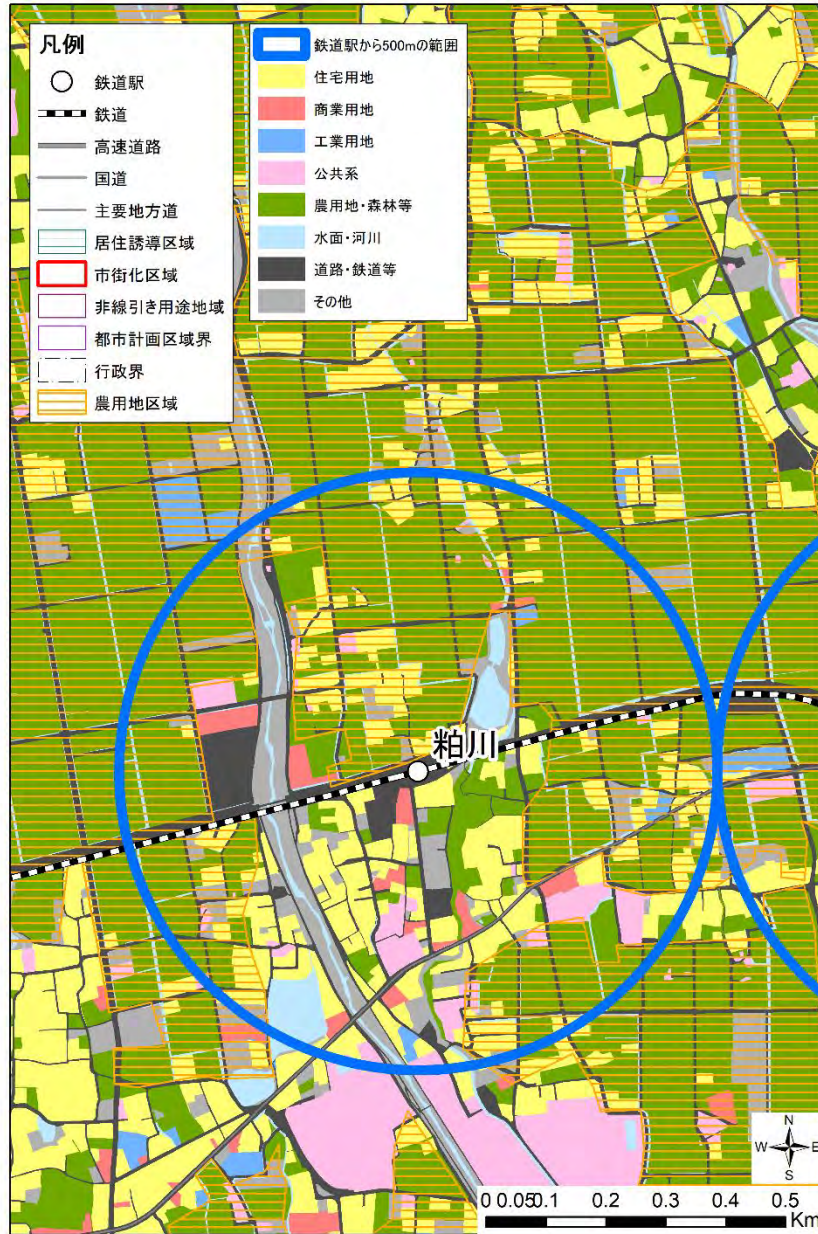 凡例
鉄道駅
鉄道
高速道路
国道
主要地方道
居住誘導区域
市街化区域
非線引き用途地域
都市計画区域界
行政界
農用地区域
鉄道駅から500mの範囲
住宅用地
商業用地
工業用地
公共系
農用地・森林等
水面・河川
道路・鉄道等
その他
粕川
N
W E
S
0 0.050.1 0.2 0.3 0.4 0.5
Km